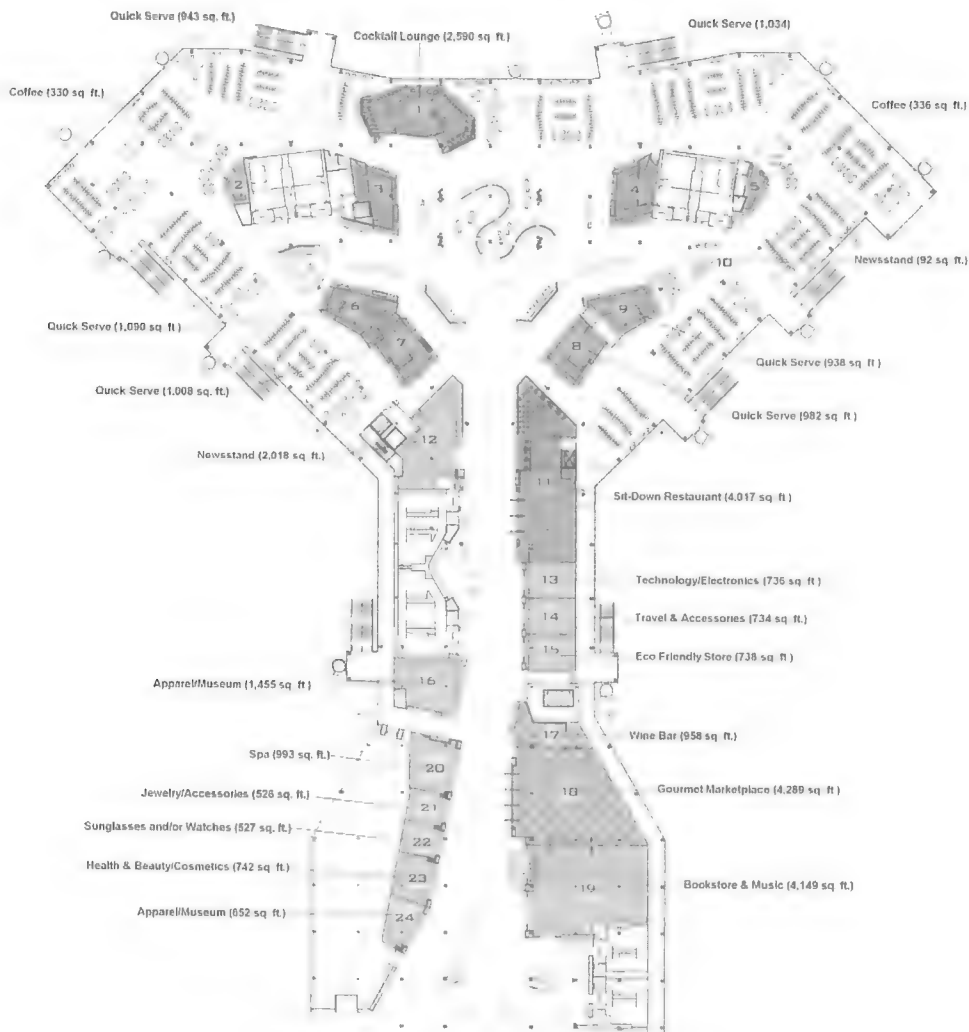 Quick Serve (943 sq. ft.)
Quick Serve (1,034)
Cocktail Lounge (2,590 sq ft.)
Coffee (330 sq ft.)
Coffee (336 sq ft.)
1
2
3
4
5
10
Newsstand (92 sq. ft.)
6
9
Quick Serve (1,090 sq ft)
7
8
Quick Serve (938 sq ft)
Quick Serve (1,008 sq. ft.)
Quick Serve (982 sq ft)
12
Newsstand (2,018 sq ft.)
11
Sit-Down Restaurant (4,017 sq ft)
13
Technology/Electronics (736 sq ft)
14
Travel & Accessories (734 sq ft.)
15
Eco Friendly Store (738 sq ft)
16
Apparel/Museum (1,455 sq ft)
17
Wine Bar (958 sq ft.)
Spa (993 sq. ft.)
20
18
Gourmet Marketplace (4,289 sq ft)
Jewelry/Accessories (526 sq. ft.)
21
Sunglasses and/or Watches (527 sq. ft.)
22
Health & Beauty/Cosmetics (742 sq ft.)
23
19
Bookstore & Music (4,149 sq ft.)
Apparel/Museum (652 sq ft.)
24